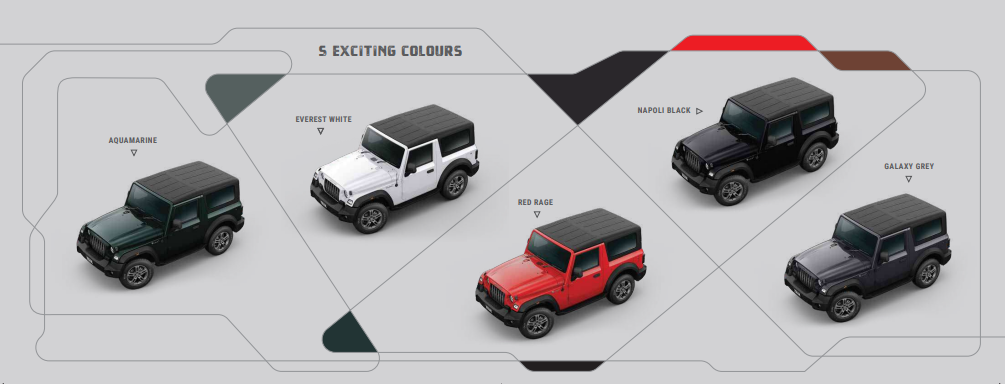 5 EXCITING COLOURS
AQUAMARINE
EVEREST WHITE
RED RAGE
NAPOLI BLACK
GALAXY GREY